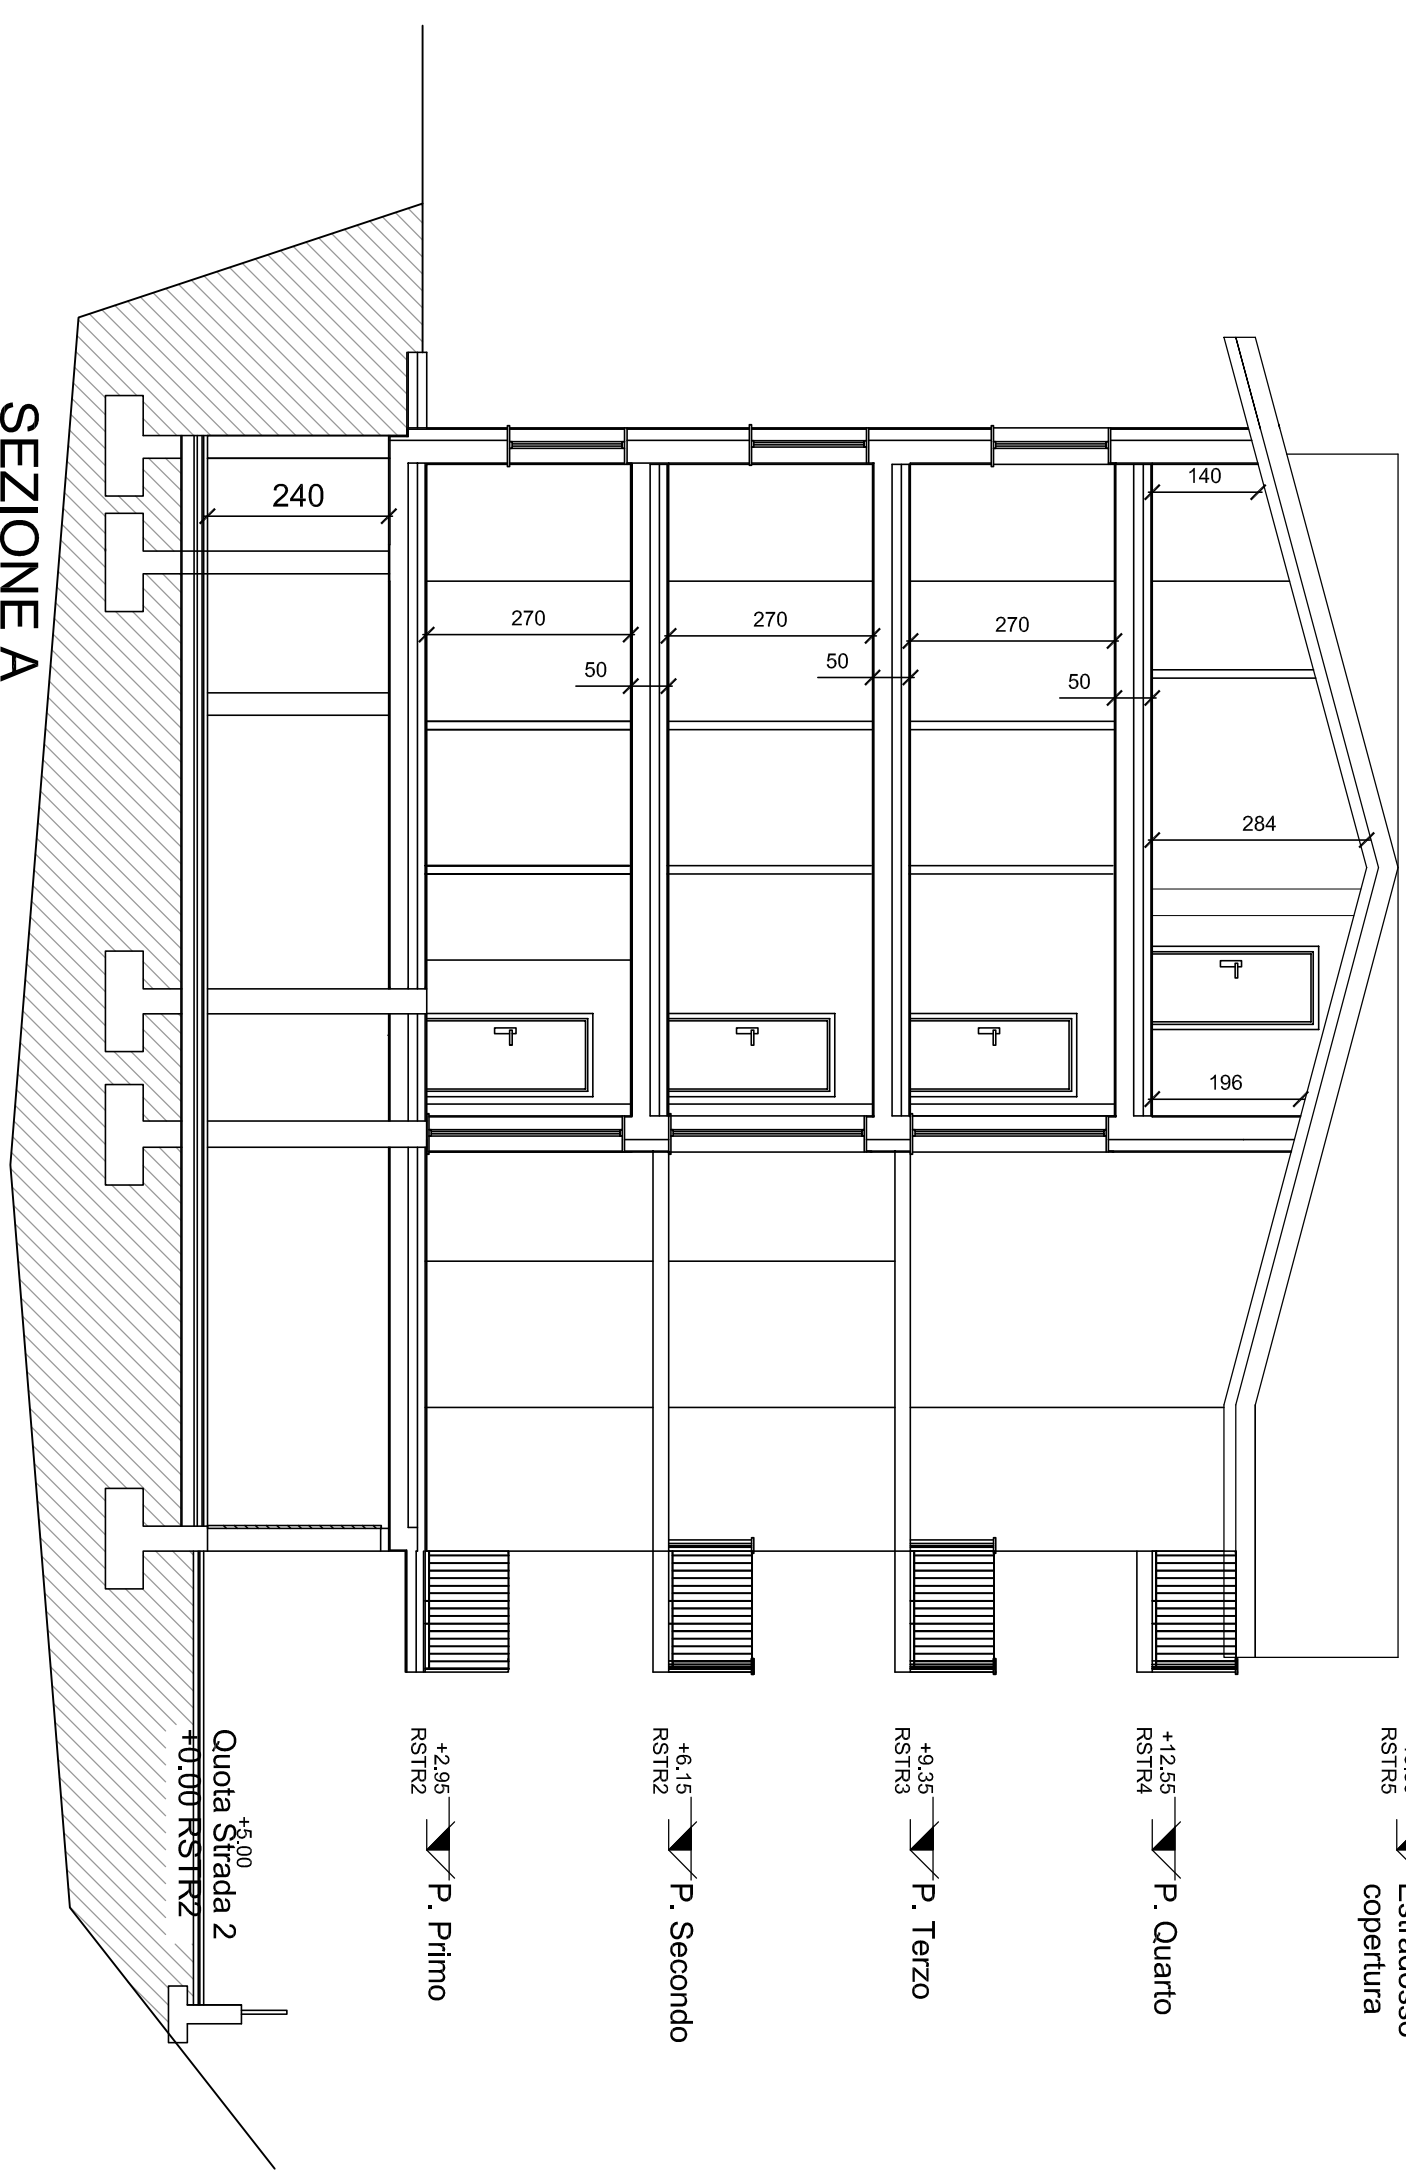 copertura
RSTR5
140
284
196
+12.55
RSTR4
P. Quarto
50
270
+9.35
RSTR3
P. Terzo
50
270
+6.15
RSTR2
P. Secondo
50
270
+2.95
RSTR2
P. Primo
240
+5.00
Quota Strada 2
+0.00 RSTR2
SEZIONE A